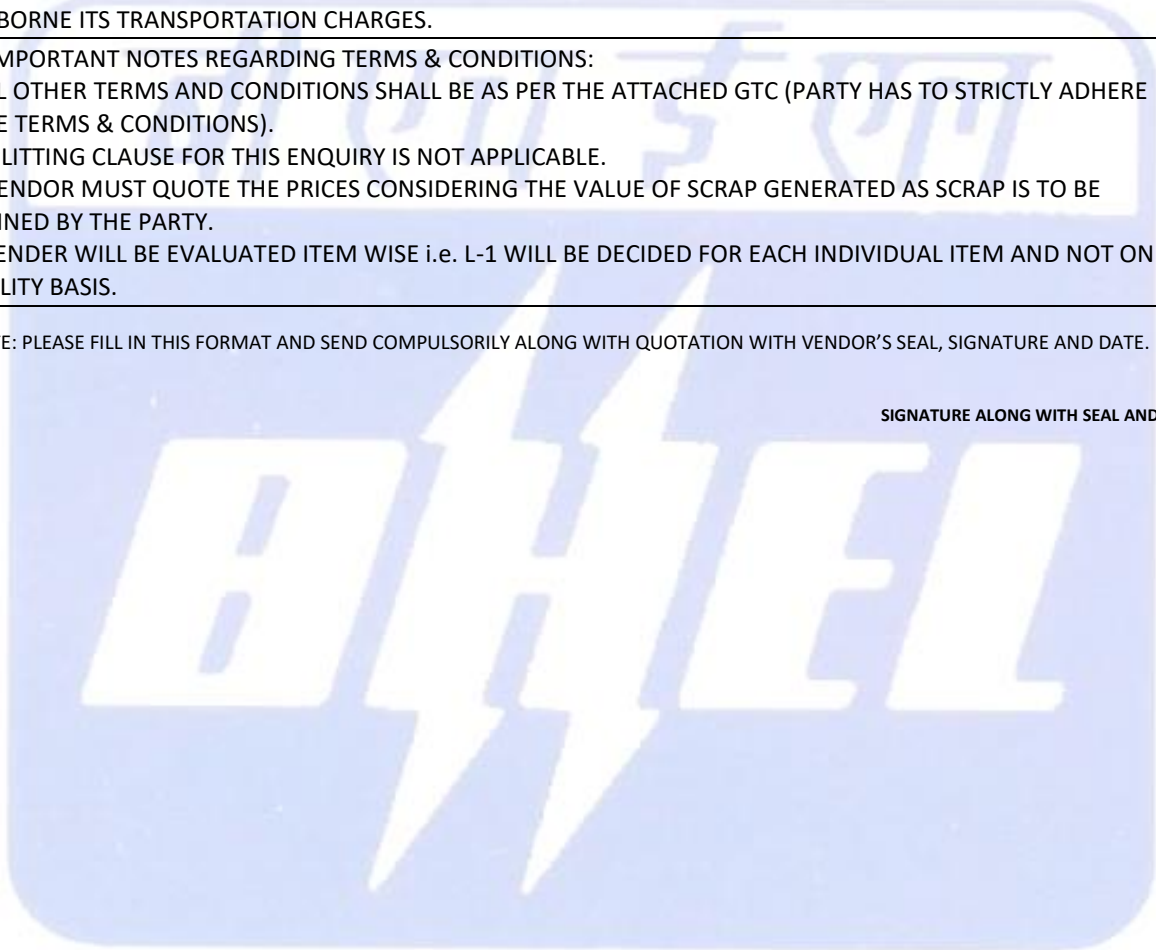 BORNE ITS TRANSPORTATION CHARGES.
MPORTANT NOTES REGARDING TERMS & CONDITIONS:
L OTHER TERMS AND CONDITIONS SHALL BE AS PER THE ATTACHED GTC (PARTY HAS TO STRICTLY ADHERE
E TERMS & CONDITIONS).
LITTING CLAUSE FOR THIS ENQUIRY IS NOT APPLICABLE.
ENDOR MUST QUOTE THE PRICES CONSIDERING THE VALUE OF SCRAP GENERATED AS SCRAP IS TO BE
INED BY THE PARTY.
ENDER WILL BE EVALUATED ITEM WISE i.e. L-1 WILL BE DECIDED FOR EACH INDIVIDUAL ITEM AND NOT ON
LITY BASIS.
E: PLEASE FILL IN THIS FORMAT AND SEND COMPULSORILY ALONG WITH QUOTATION WITH VENDOR'S SEAL, SIGNATURE AND DATE.
SIGNATURE ALONG WITH SEAL AND
बी एच ई एल
BHEL